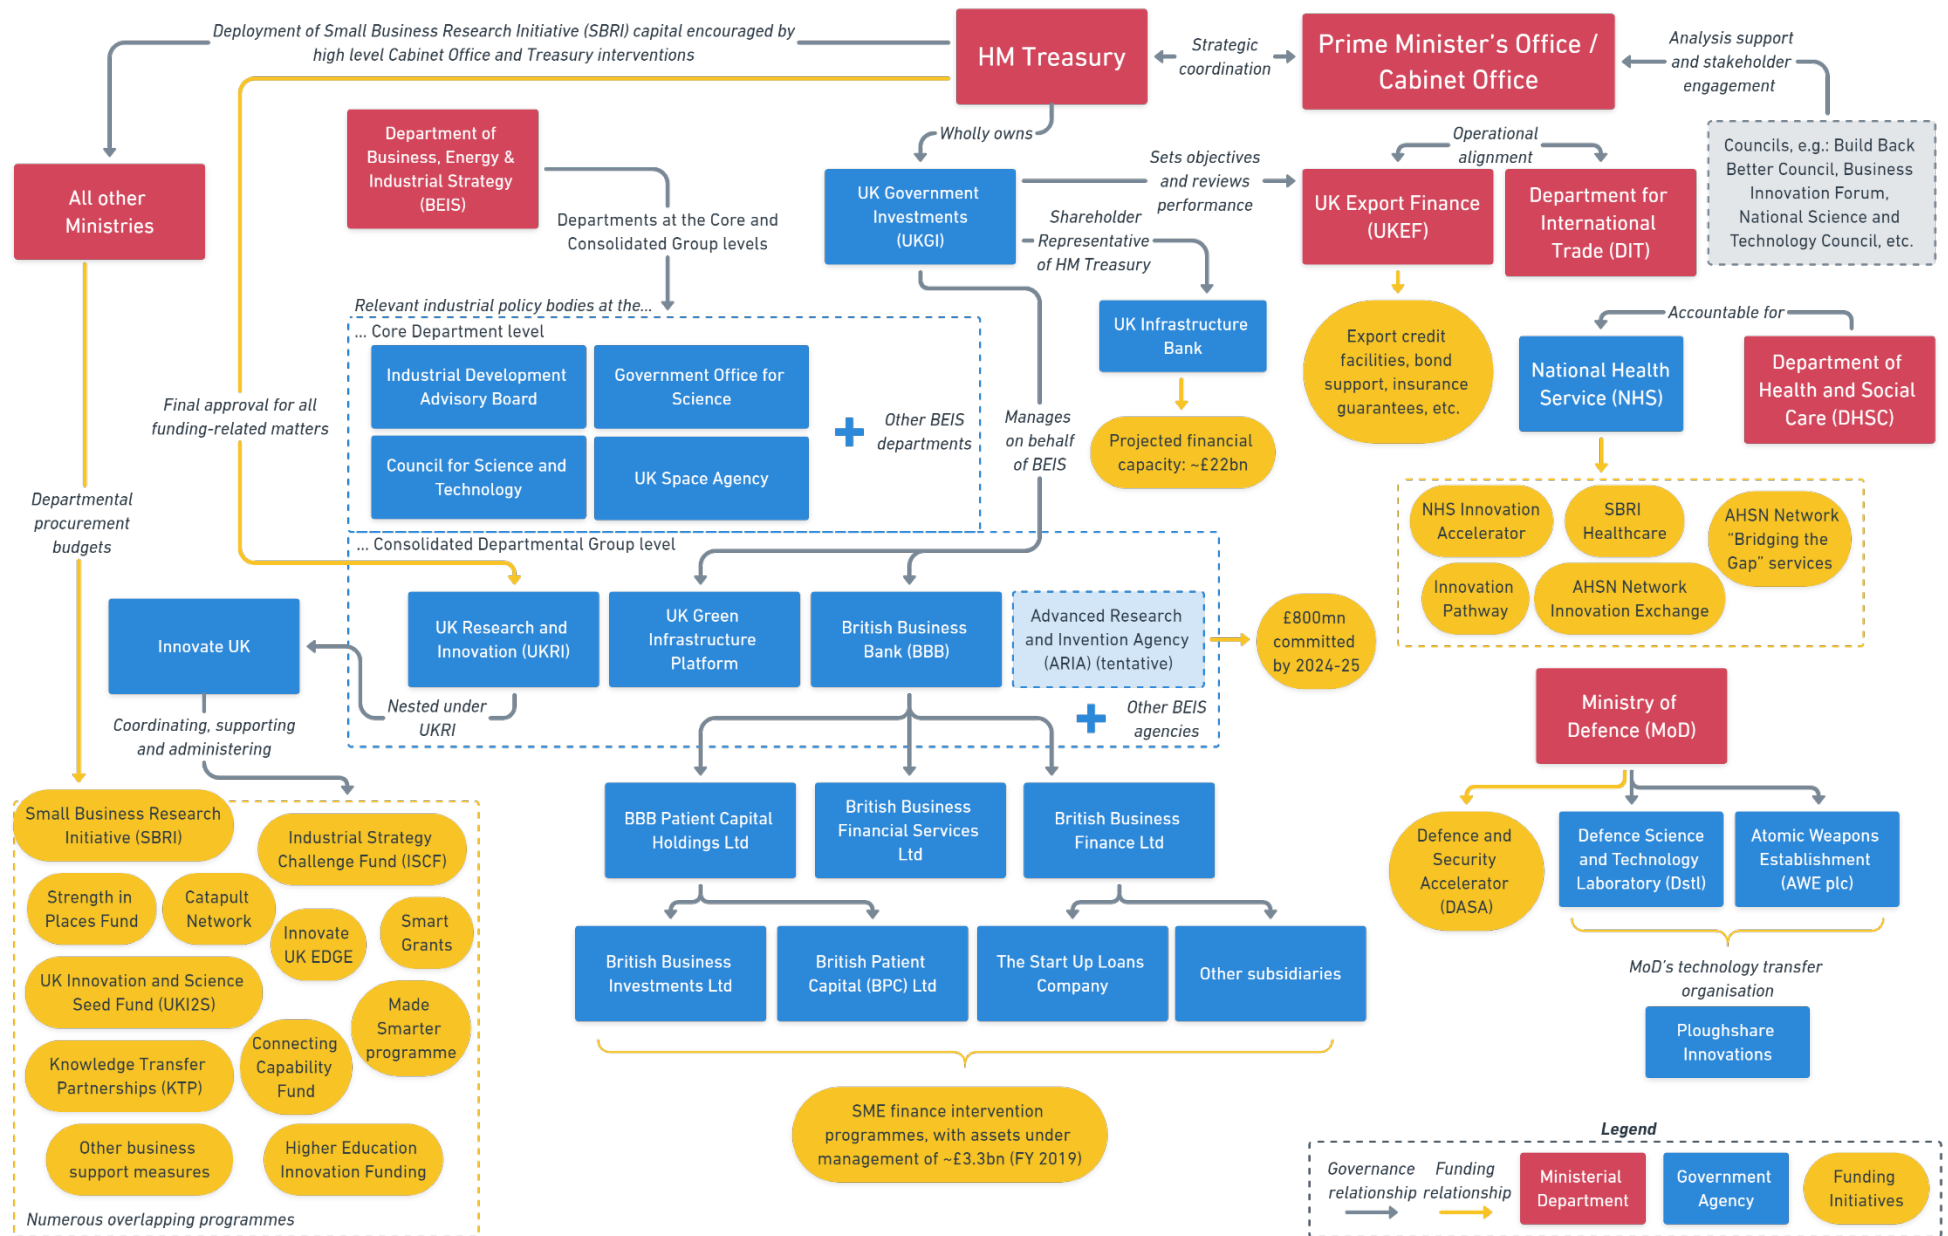 Deployment of Small Business Research Initiative (SBRI) capital encouraged by
high level Cabinet Office and Treasury interventions
HM Treasury
Strategic
coordination
Prime Minister's Office /
Cabinet Office
Analysis support
and stakeholder
engagement
Department of
Business, Energy &
Industrial Strategy
(BEIS)
Wholly owns
Operational
alignment
Councils, e.g.: Build Back
Better Council, Business
Innovation Forum,
National Science and
Technology Council, etc.
All other
Ministries
Departments at the Core and
Consolidated Group levels
UK Government
Investments
(UKGI)
Sets objectives
and reviews
performance
Shareholder
Representative
of HM Treasury
UK Export Finance
(UKEF)
Department for
International
Trade (DIT)
Relevant industrial policy bodies at the...
... Core Department level
Industrial Development
Advisory Board
Government Office for
Science
Council for Science and
Technology
UK Space Agency
Other BEIS
departments
Manages
on behalf
of BEIS
UK Infrastructure
Bank
Projected financial
capacity: ~£22bn
Export credit
facilities, bond
support, insurance
guarantees, etc.
Accountable for
National Health
Service (NHS)
Department of
Health and Social
Care (DHSC)
Final approval for all
funding-related matters
Departmental
procurement
budgets
NHS Innovation
Accelerator
SBRI
Healthcare
AHSN Network
“Bridging the
Gap” services
Innovation
Pathway
AHSN Network
Innovation Exchange
... Consolidated Departmental Group level
Innovate UK
UK Research and
Innovation (UKRI)
UK Green
Infrastructure
Platform
British Business
Bank (BBB)
Advanced Research
and Invention Agency
(ARIA) (tentative)
£800mn
committed
by 2024-25
Nested under
UKRI
Other BEIS
agencies
Coordinating, supporting
and administering
Ministry of
Defence (MoD)
BBB Patient Capital
Holdings Ltd
British Business
Financial Services
Ltd
British Business
Finance Ltd
Defence and
Security
Accelerator
(DASA)
Defence Science
and Technology
Laboratory (Dstl)
Atomic Weapons
Establishment
(AWE plc)
Small Business Research
Initiative (SBRI)
Industrial Strategy
Challenge Fund (ISCF)
Strength in
Places Fund
Catapult
Network
Innovate
UK EDGE
Smart
Grants
UK Innovation and Science
Seed Fund (UKI2S)
Made
Smarter
programme
Connecting
Capability
Fund
Knowledge Transfer
Partnerships (KTP)
Other business
support measures
Higher Education
Innovation Funding
Numerous overlapping programmes
British Business
Investments Ltd
British Patient
Capital (BPC) Ltd
The Start Up Loans
Company
Other subsidiaries
MoD's technology transfer
organisation
Ploughshare
Innovations
SME finance intervention
programmes, with assets under
management of ~£3.3bn (FY 2019)
Legend
Governance
relationship
Funding
relationship
Ministerial
Department
Government
Agency
Funding
Initiatives